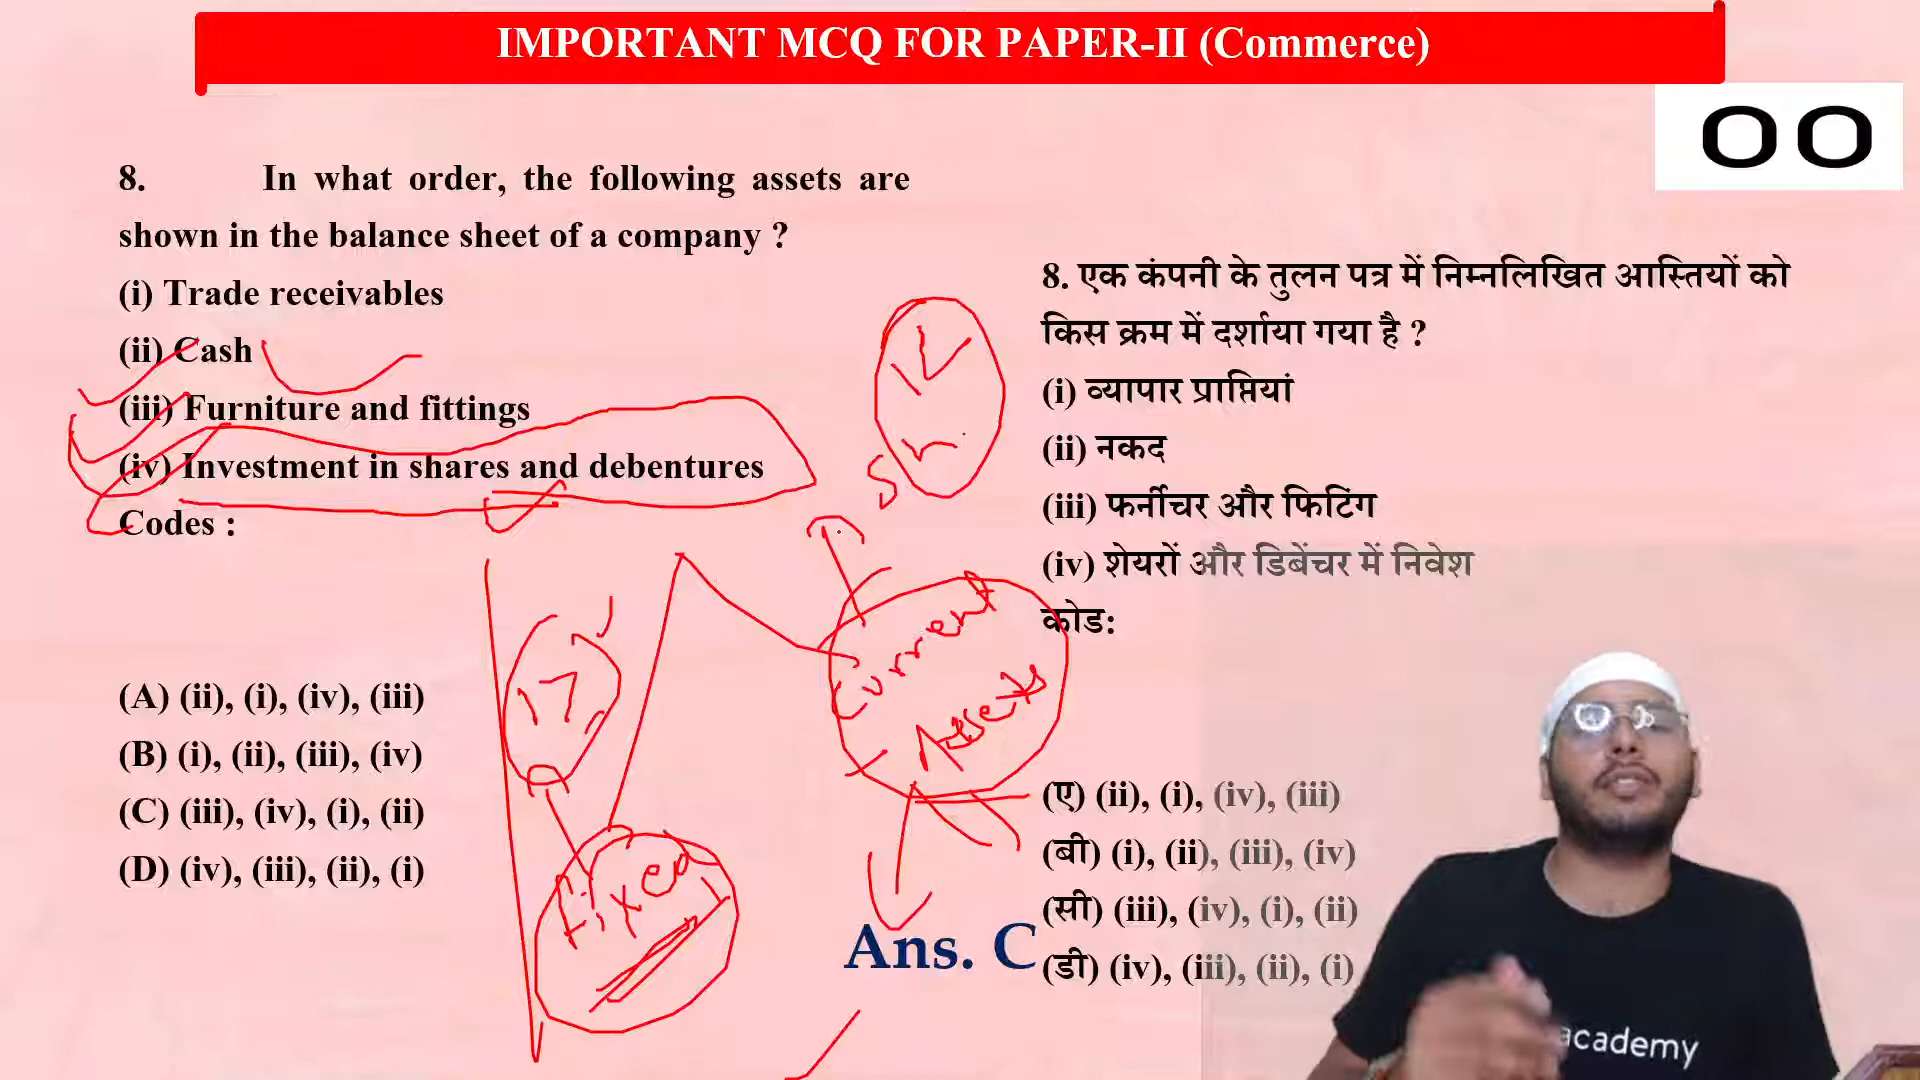 IMPORTANT MCQ FOR PAPER-II (Commerce)
00
8. In what order, the following assets are
shown in the balance sheet of a company ?
(i) Trade receivables
(ii) Cash
(iii) Furniture and fittings
(iv) Investment in shares and debentures
Codes :
(A) (ii), (i), (iv), (iii)
(B) (i), (ii), (iii), (iv)
(C) (iii), (iv), (i), (ii)
(D) (iv), (iii), (ii), (i)
17
Fixed
Current
Assets
Ans. C
8. एक कंपनी के तुलन पत्र में निम्नलिखित आस्तियों को
किस क्रम में दर्शाया गया है ?
(i) व्यापार प्राप्तियां
(ii) नकद
(iii) फर्नीचर और फिटिंग
(iv) शेयरों और डिबेंचर में निवेश
कोड:
(ए) (ii), (i), (iv), (iii)
(बी) (i), (ii), (iii), (iv)
(सी) (iii), (iv), (i), (ii)
(डी) (iv), (iii), (ii), (i)
academy